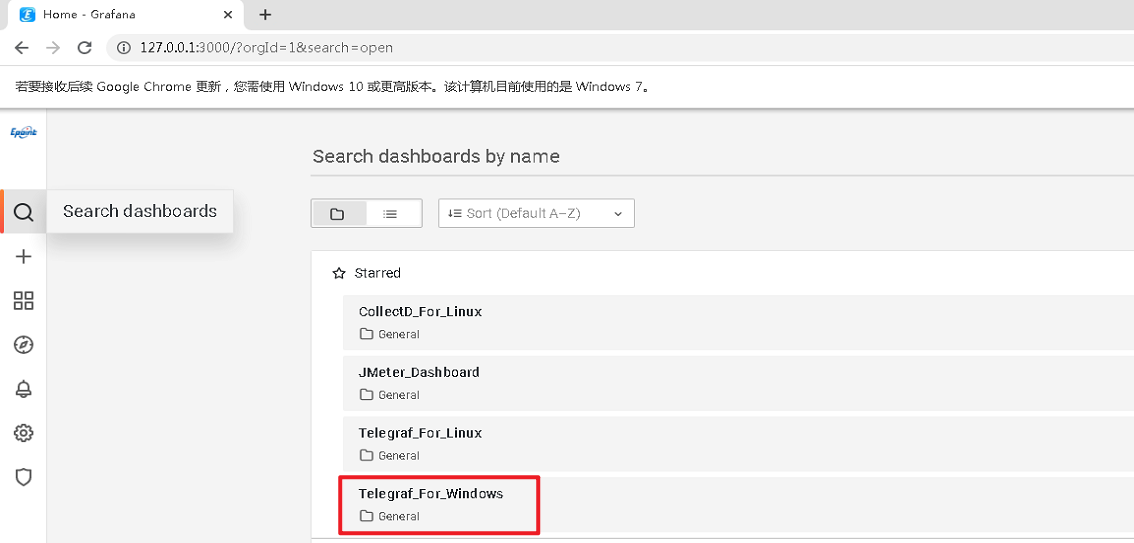 Home - Grafana
127.0.0.1:3000/?orgId=1&search=open
若要接收后续 Google Chrome 更新，您需使用 Windows 10 或更高版本。该计算机目前使用的是 Windows 7。
Epoint
Search dashboards by name
Search dashboards
Sort (Default A–Z)
Starred
CollectD_For_Linux
General
JMeter_Dashboard
General
Telegraf_For_Linux
General
Telegraf_For_Windows
General